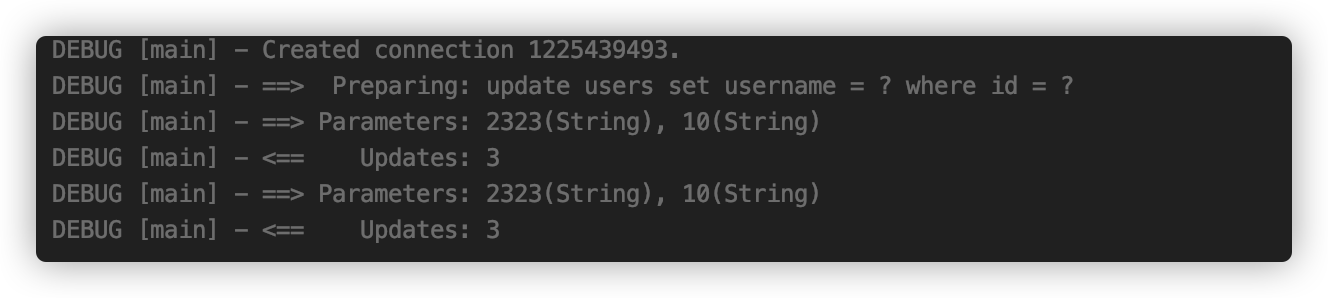 DEBUG [main] - Created connection 1225439493.
DEBUG [main] - ==>  Preparing: update users set username = ? where id = ?
DEBUG [main] - ==> Parameters: 2323(String), 10(String)
DEBUG [main] - <==    Updates: 3
DEBUG [main] - ==> Parameters: 2323(String), 10(String)
DEBUG [main] - <==    Updates: 3